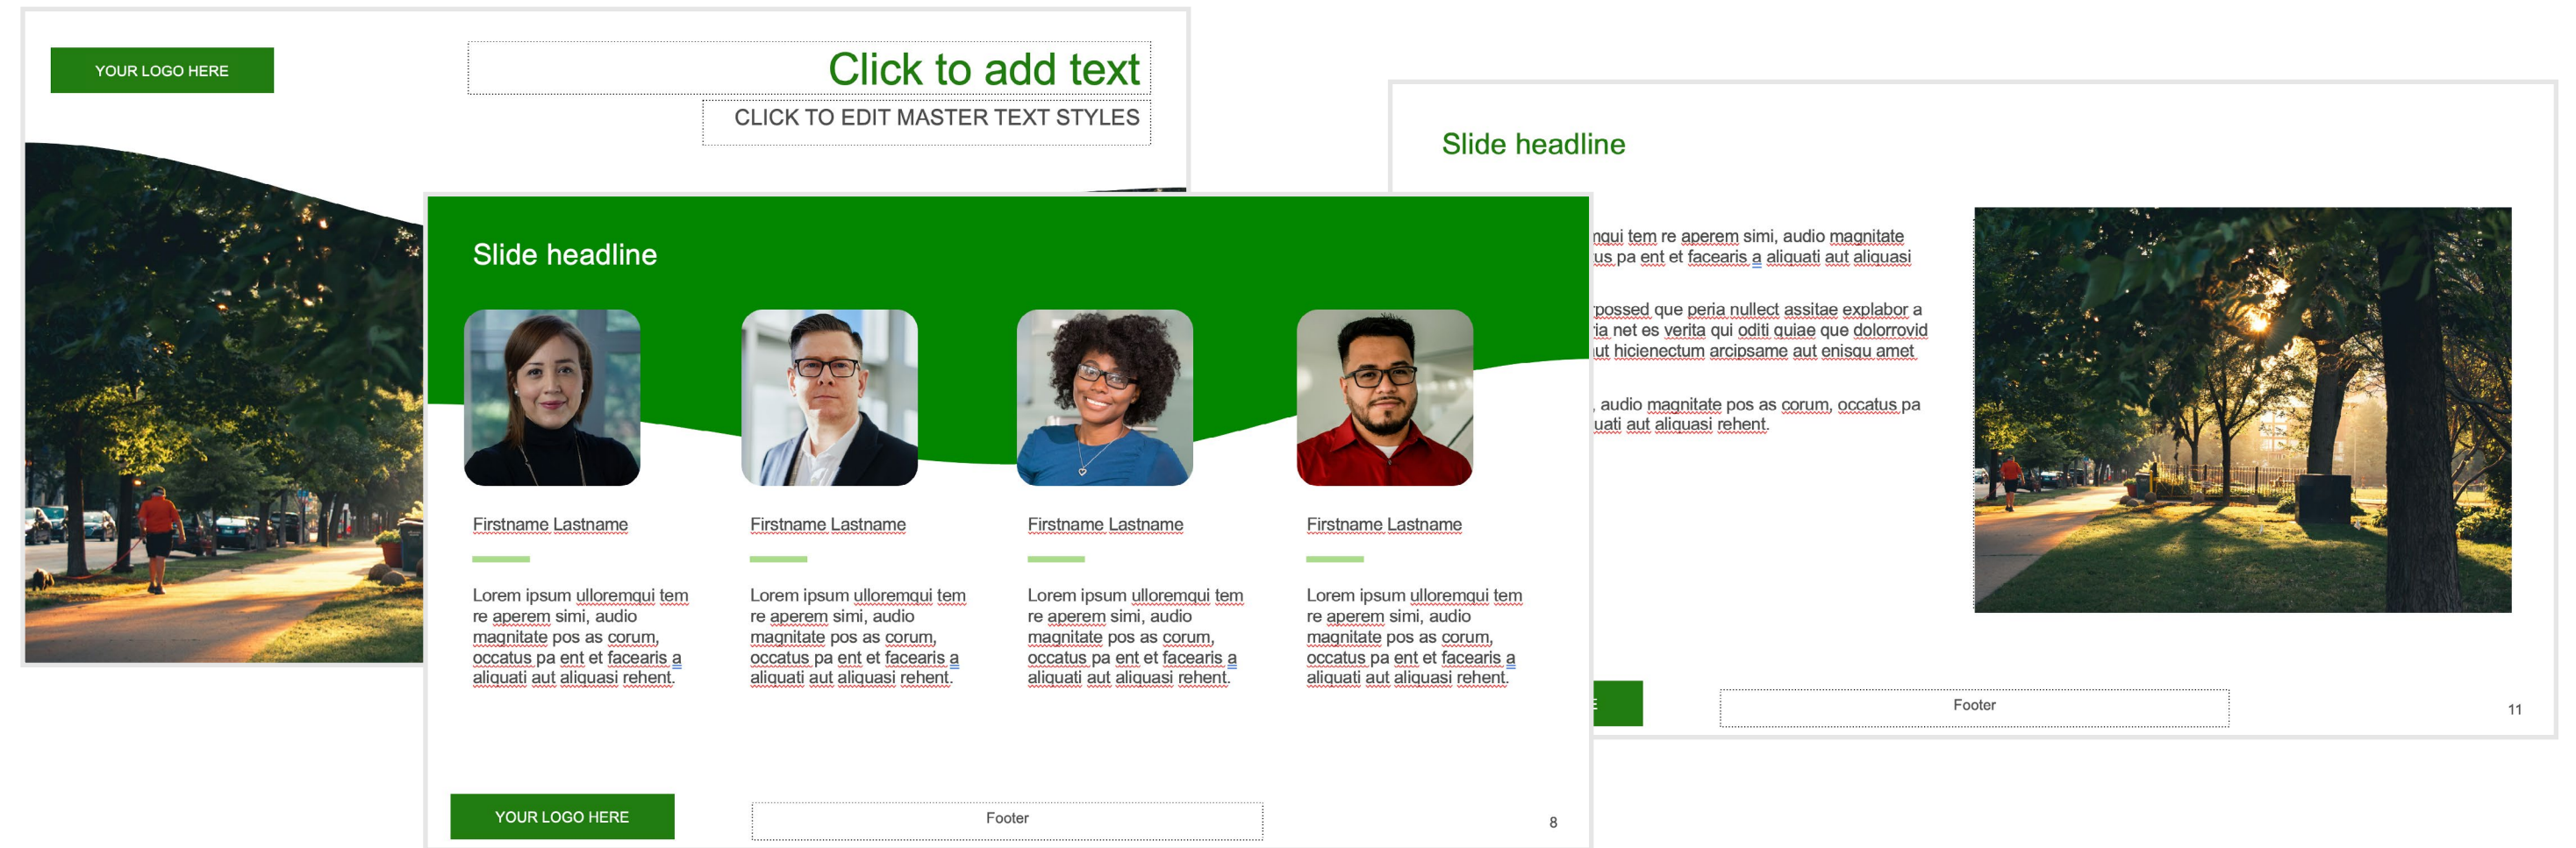 YOUR LOGO HERE
Click to add text
CLICK TO EDIT MASTER TEXT STYLES
Slide headline
Firstname Lastname
Lorem ipsum ulloremqui tem
re aperem simi, audio
magnitate pos as corum,
occatus pa ent et facearis a
aliquati aut aliquasi rehent.
Firstname Lastname
Lorem ipsum ulloremqui tem
re aperem simi, audio
magnitate pos as corum,
occatus pa ent et facearis a
aliquati aut aliquasi rehent.
Firstname Lastname
Lorem ipsum ulloremqui tem
re aperem simi, audio
magnitate pos as corum,
occatus pa ent et facearis a
aliquati aut aliquasi rehent.
Firstname Lastname
Lorem ipsum ulloremqui tem
re aperem simi, audio
magnitate pos as corum,
occatus pa ent et facearis a
aliquati aut aliquasi rehent.
YOUR LOGO HERE
Footer
8
Slide headline
tem re aperem simi, audio magnitate
pa ent et facearis a aliquati aut aliquasi
que peria nullect assitae explabor a
net es verita qui oditi quiae que dolorrovid
hicienectum arcipsame aut enisqu amet
, audio magnitate pos as corum, occatus pa
aut aliquasi rehent.
Footer
11